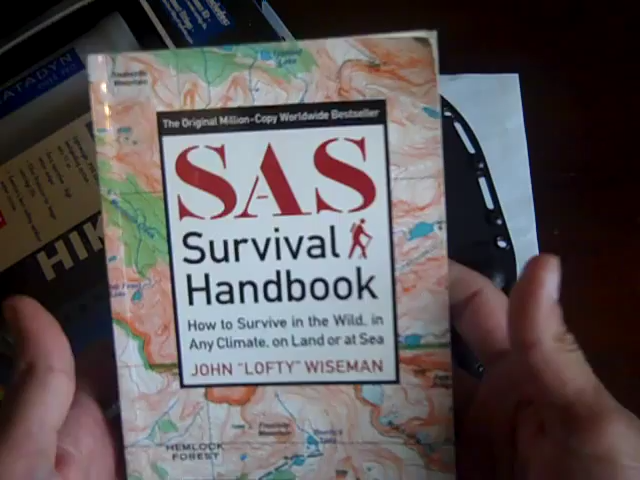 The Original Million-Copy Worldwide Bestseller
SAS
Survival
Handbook
How to Survive in the Wild, in
Any Climate, on Land or at Sea
JOHN "LOFTY" WISEMAN
HEMLOCK
FOREST
HIK
ATADYN